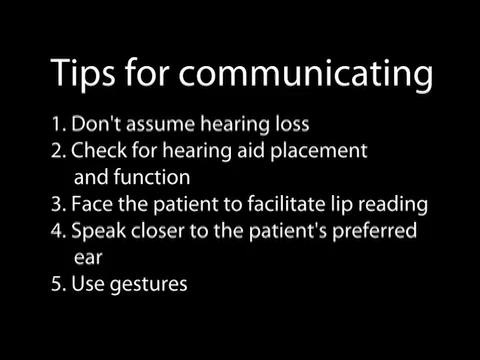 Tips for communicating
1. Don't assume hearing loss
2. Check for hearing aid placement
and function
3. Face the patient to facilitate lip reading
4. Speak closer to the patient's preferred
ear
5. Use gestures